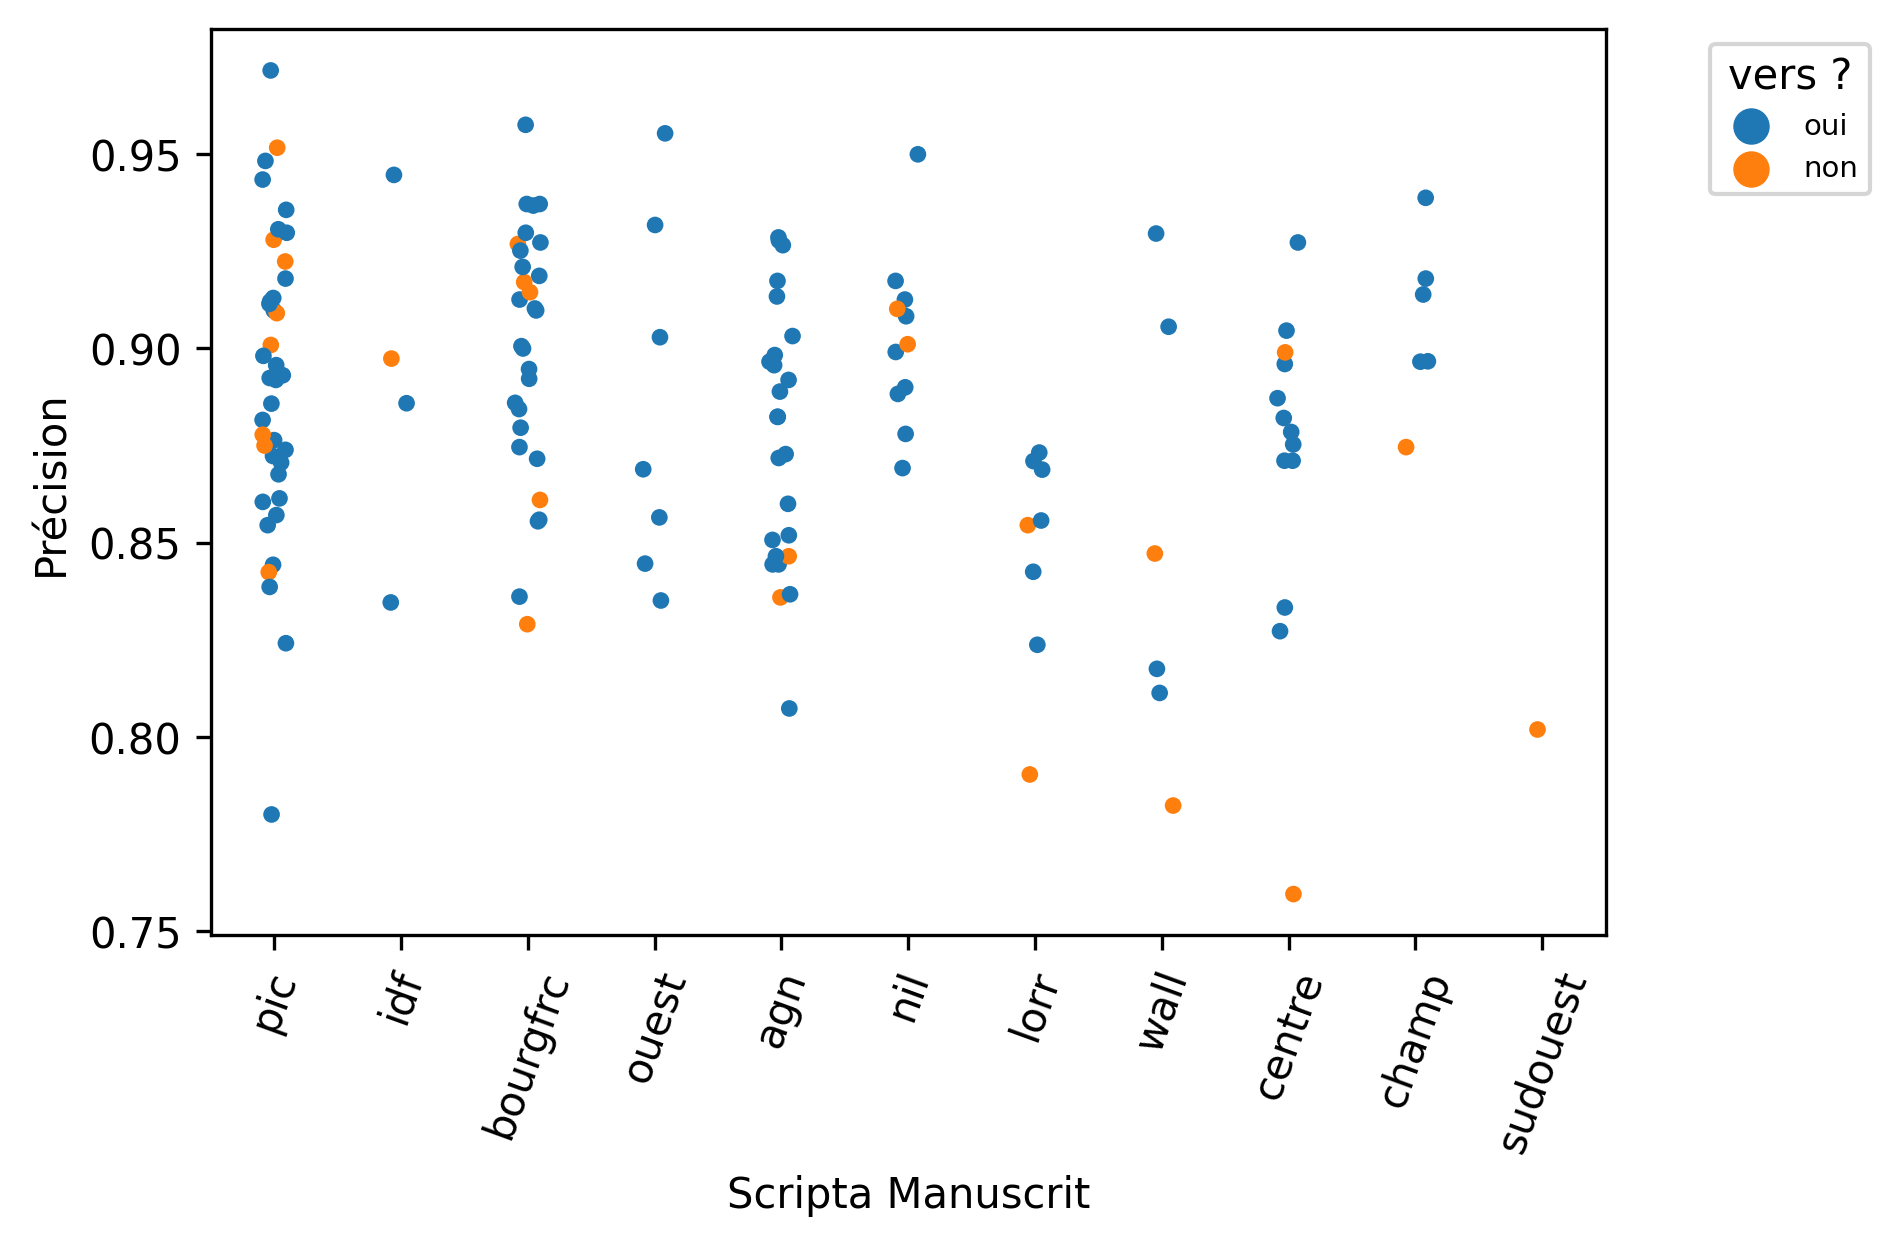 vers ?
oui
non
Précision
0.95
0.90
0.85
0.80
0.75
pic
idf
bourgfrc
ouest
agn
nil
lorr
wall
centre
champ
sudouest
Scripta Manuscrit